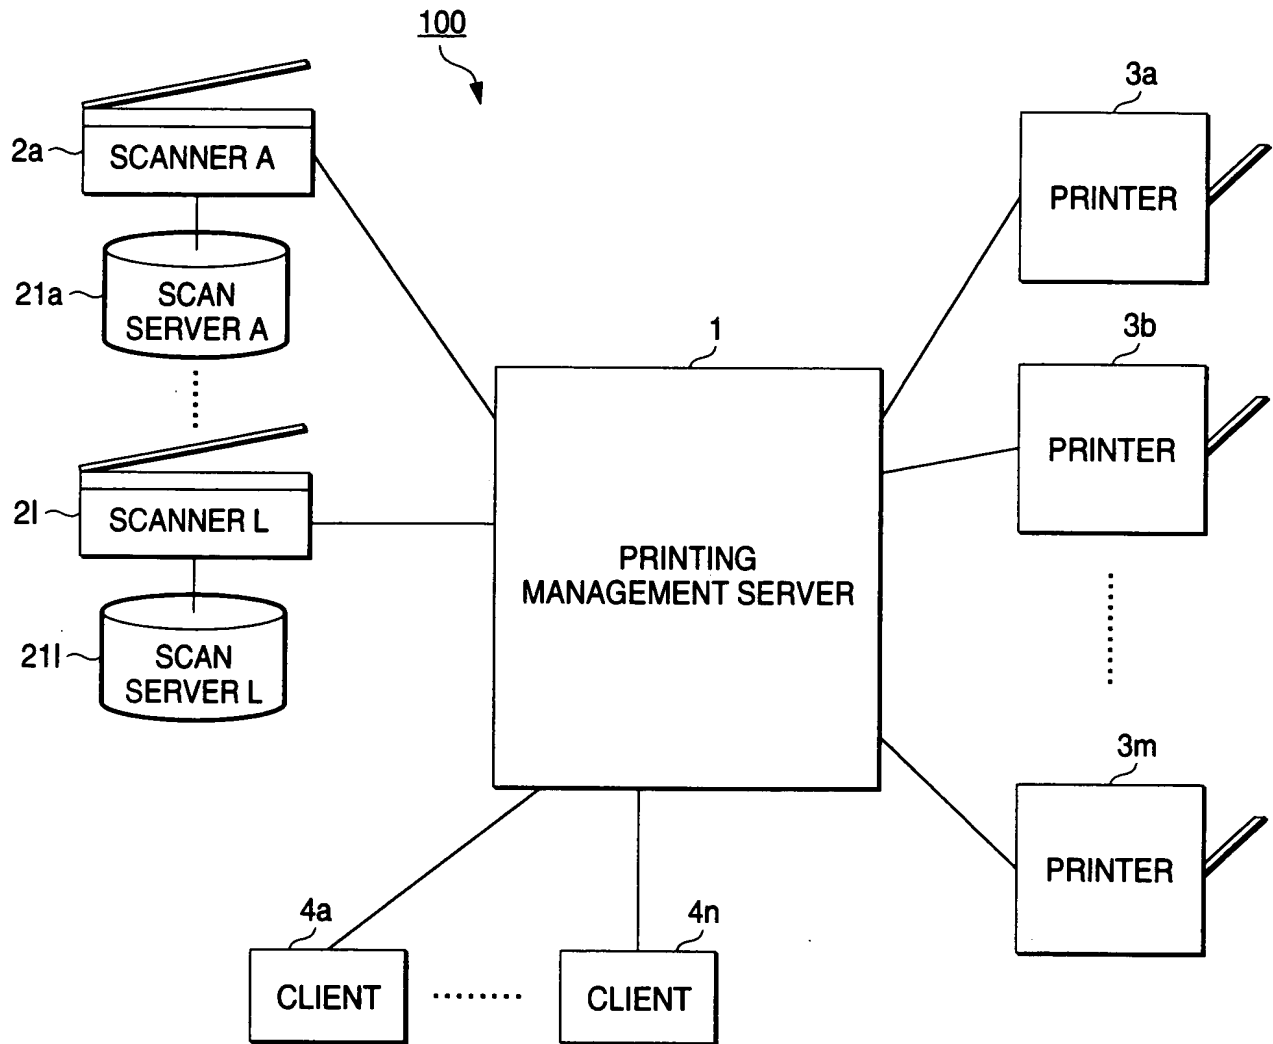 100
2a
SCANNER A
21a
SCAN
SERVER A
2l
SCANNER L
21l
SCAN
SERVER L
1
PRINTING
MANAGEMENT SERVER
3a
PRINTER
3b
PRINTER
3m
PRINTER
4a
CLIENT
4n
CLIENT